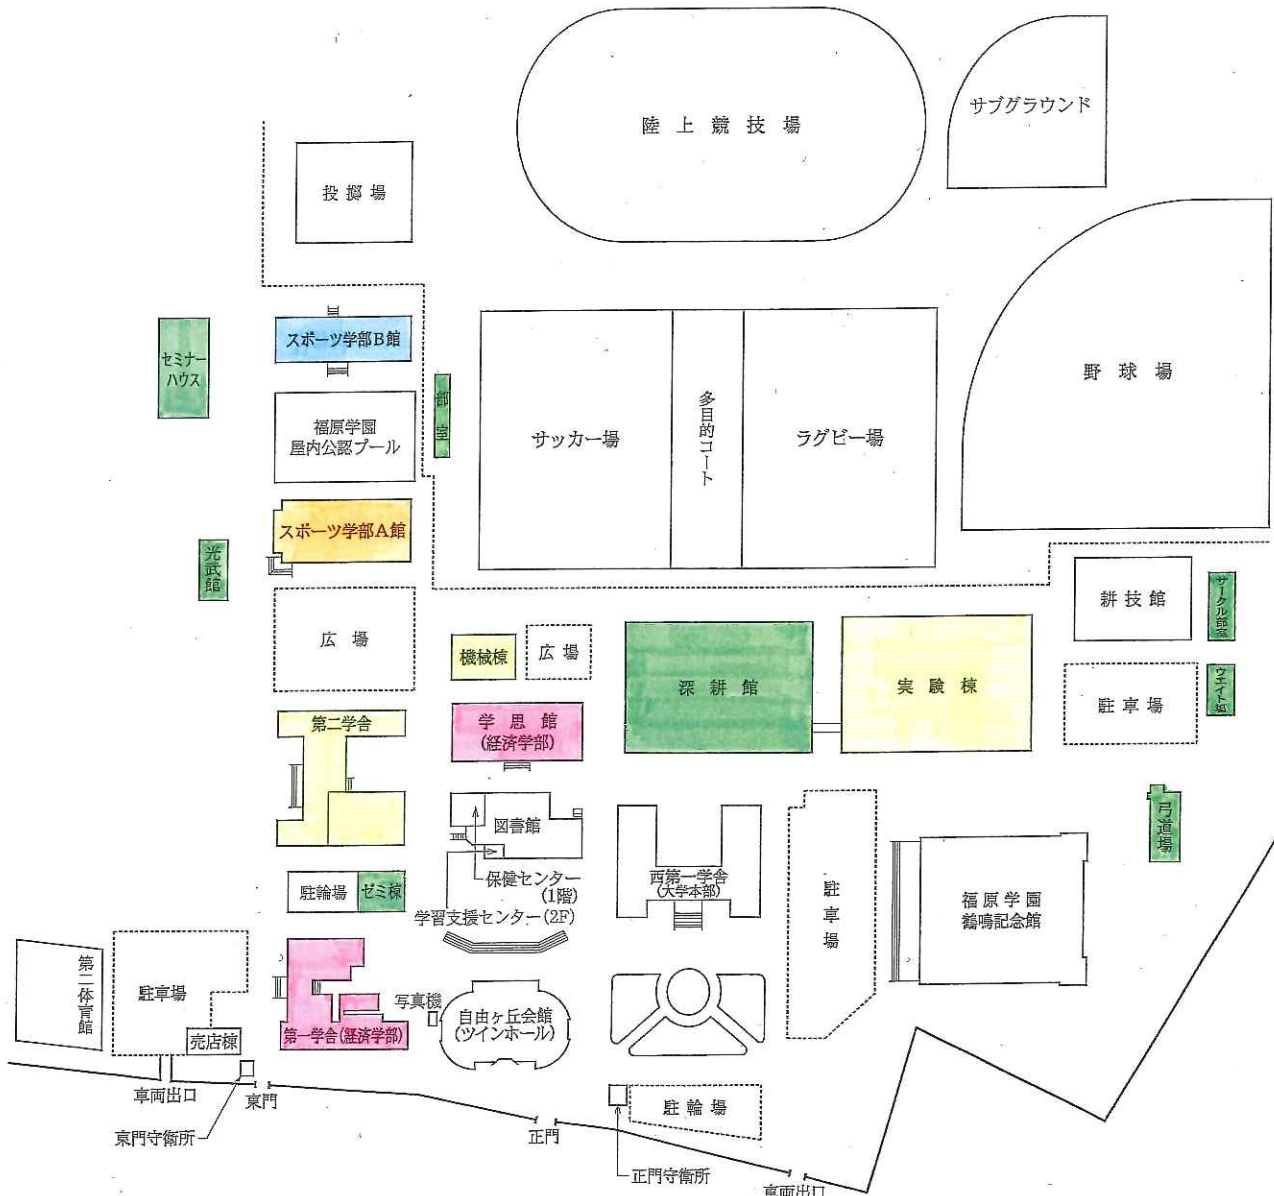 陸上競技場
サブグラウンド
投擲場
スポーツ学部B館
セミナー
ハウス
部室
福原学園
屋内公認プール
サッカー場
多目的コート
ラグビー場
野球場
スポーツ学部A館
光武館
広場
機械棟
広場
深耕館
実験棟
耕技館
サークル部室
駐車場
ウエイト場
第二学舎
学思館
(経済学部)
図書館
保健センター
(1階)
学習支援センター(2F)
西第一学舎
(大学本部)
駐車場
福原学園
鶴鳴記念館
弓道場
駐輪場
ゼミ棟
第二体育館
駐車場
売店棟
第一学舎(経済学部)
写真機
自由ヶ丘会館
(ツインホール)
車両出口
東門
東門守衛所
正門
駐輪場
正門守衛所
車両出口